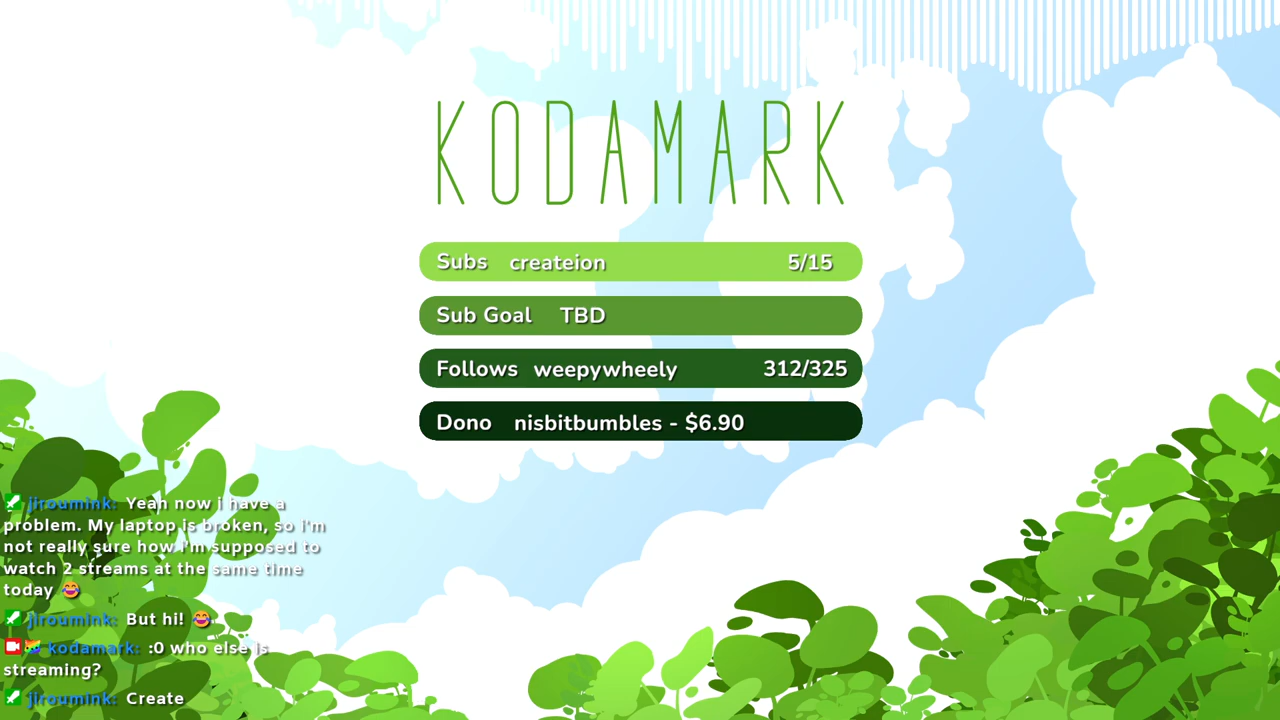 KODAMARK
Subs createion 5/15
Sub Goal TBD
Follows weepywheely 312/325
Dono nisbitbumbles - $6.90
jiroumink: Yeah now i have a
problem. My laptop is broken, so i'm
not really sure how i'm supposed to
watch 2 streams at the same time
today 😂
jiroumink: But hi! 😂
kodamark: :0 who else is
streaming?
jiroumink: Create